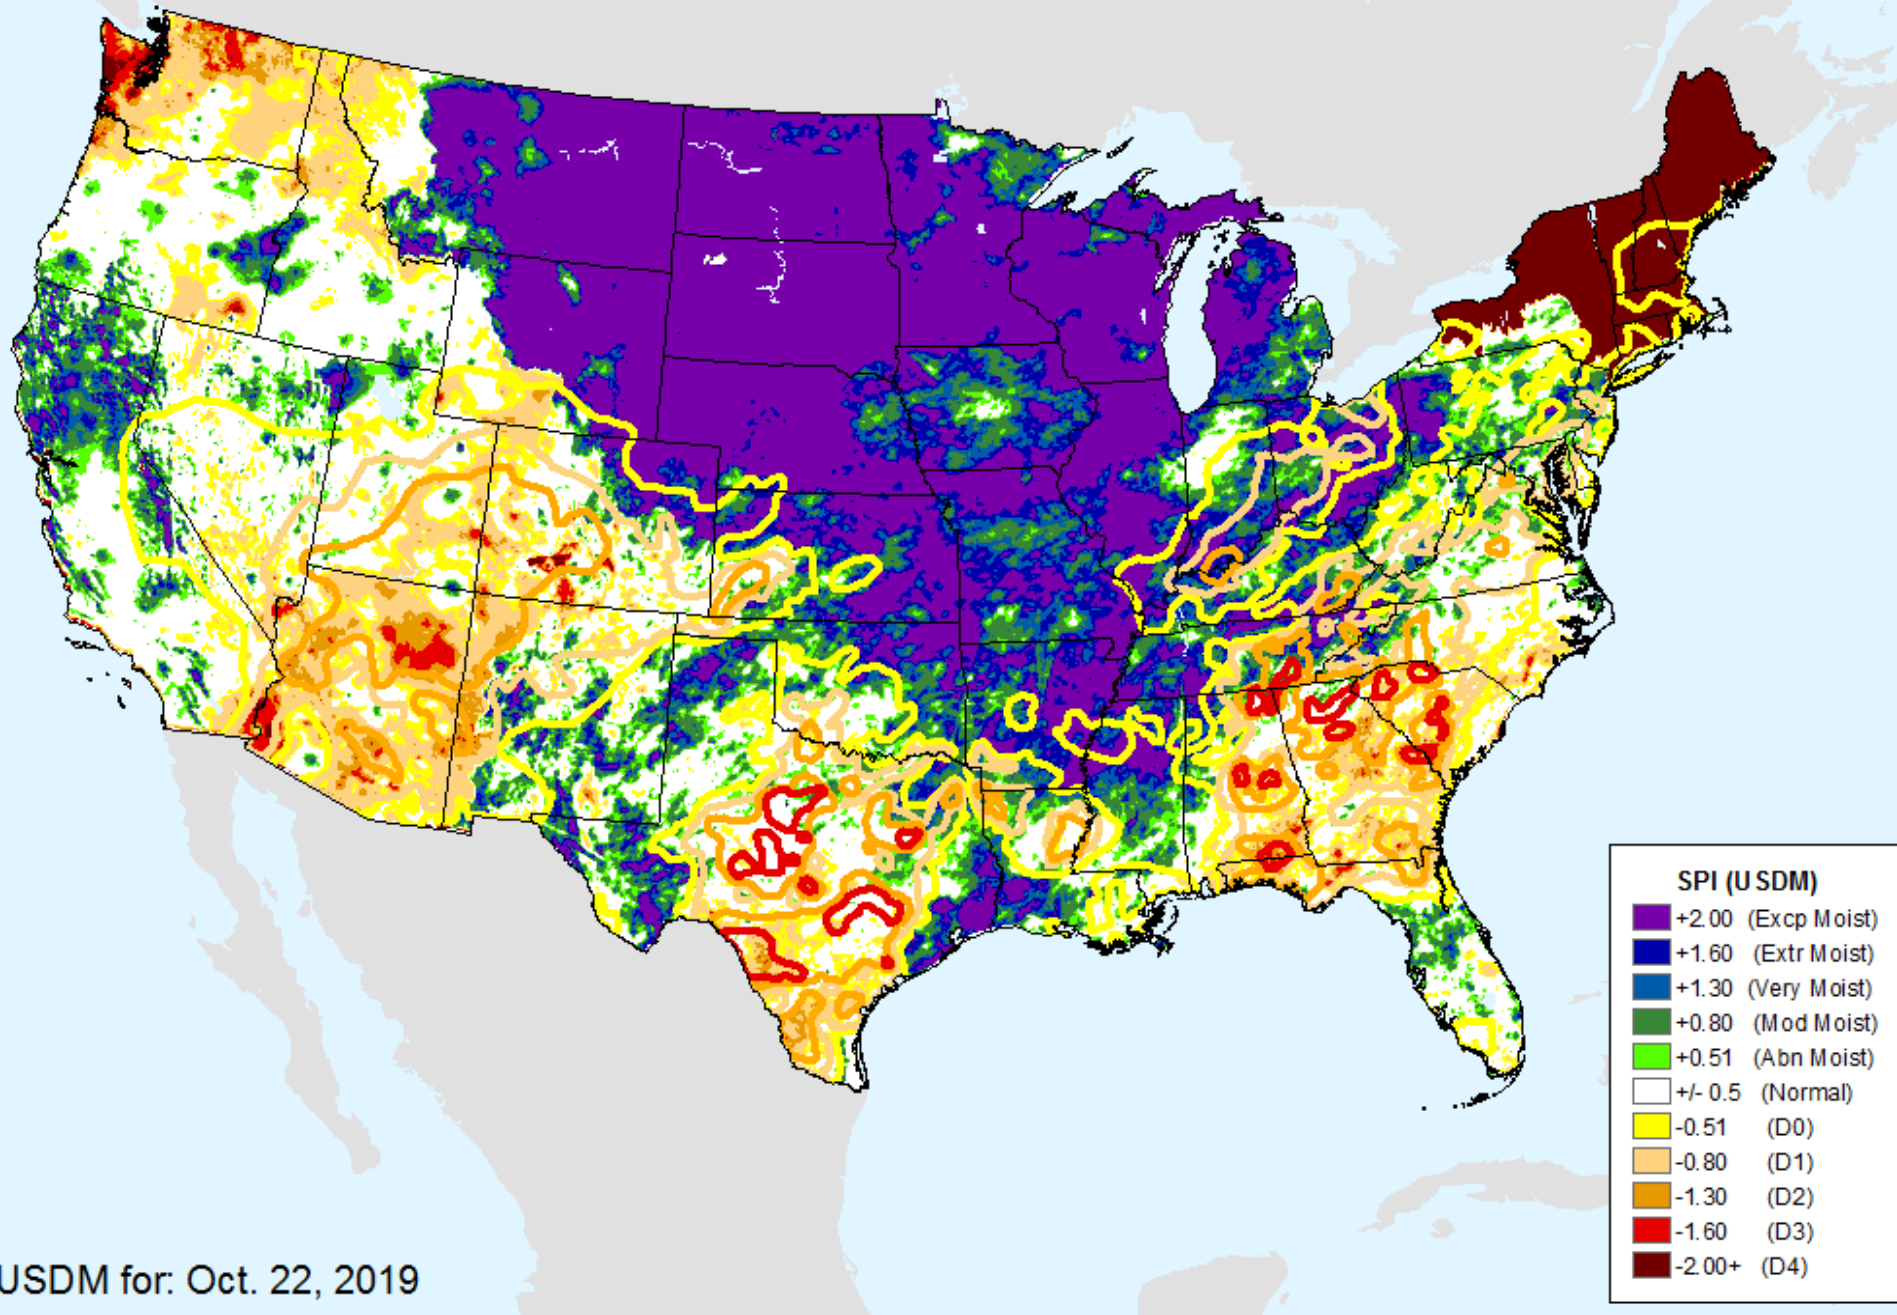 SPI (USDM)
+2.00 (Excp Moist)
+1.60 (Extr Moist)
+1.30 (Very Moist)
+0.80 (Mod Moist)
+0.51 (Abn Moist)
+/- 0.5 (Normal)
-0.51 (D0)
-0.80 (D1)
-1.30 (D2)
-1.60 (D3)
-2.00+ (D4)
USDM for: Oct. 22, 2019